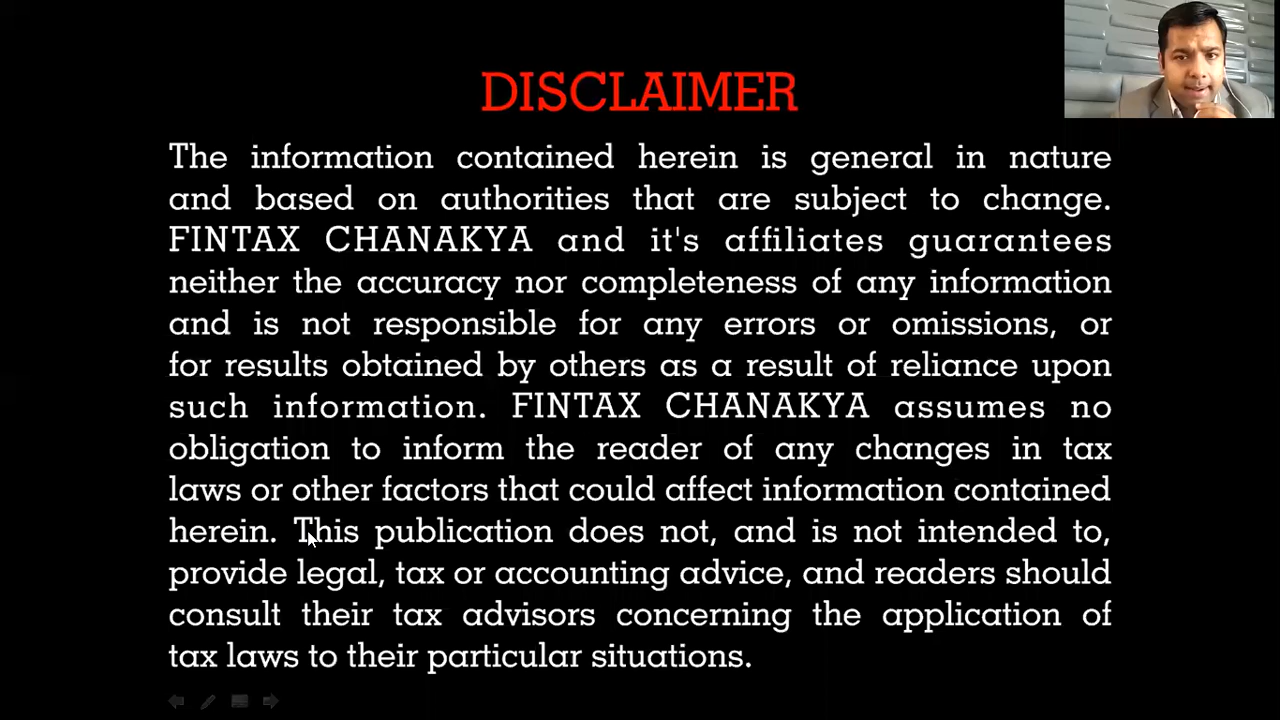 DISCLAIMER
The information contained herein is general in nature
and based on authorities that are subject to change.
FINTAX CHANAKYA and it's affiliates guarantees
neither the accuracy nor completeness of any information
and is not responsible for any errors or omissions, or
for results obtained by others as a result of reliance upon
such information. FINTAX CHANAKYA assumes no
obligation to inform the reader of any changes in tax
laws or other factors that could affect information contained
herein. This publication does not, and is not intended to,
provide legal, tax or accounting advice, and readers should
consult their tax advisors concerning the application of
tax laws to their particular situations.